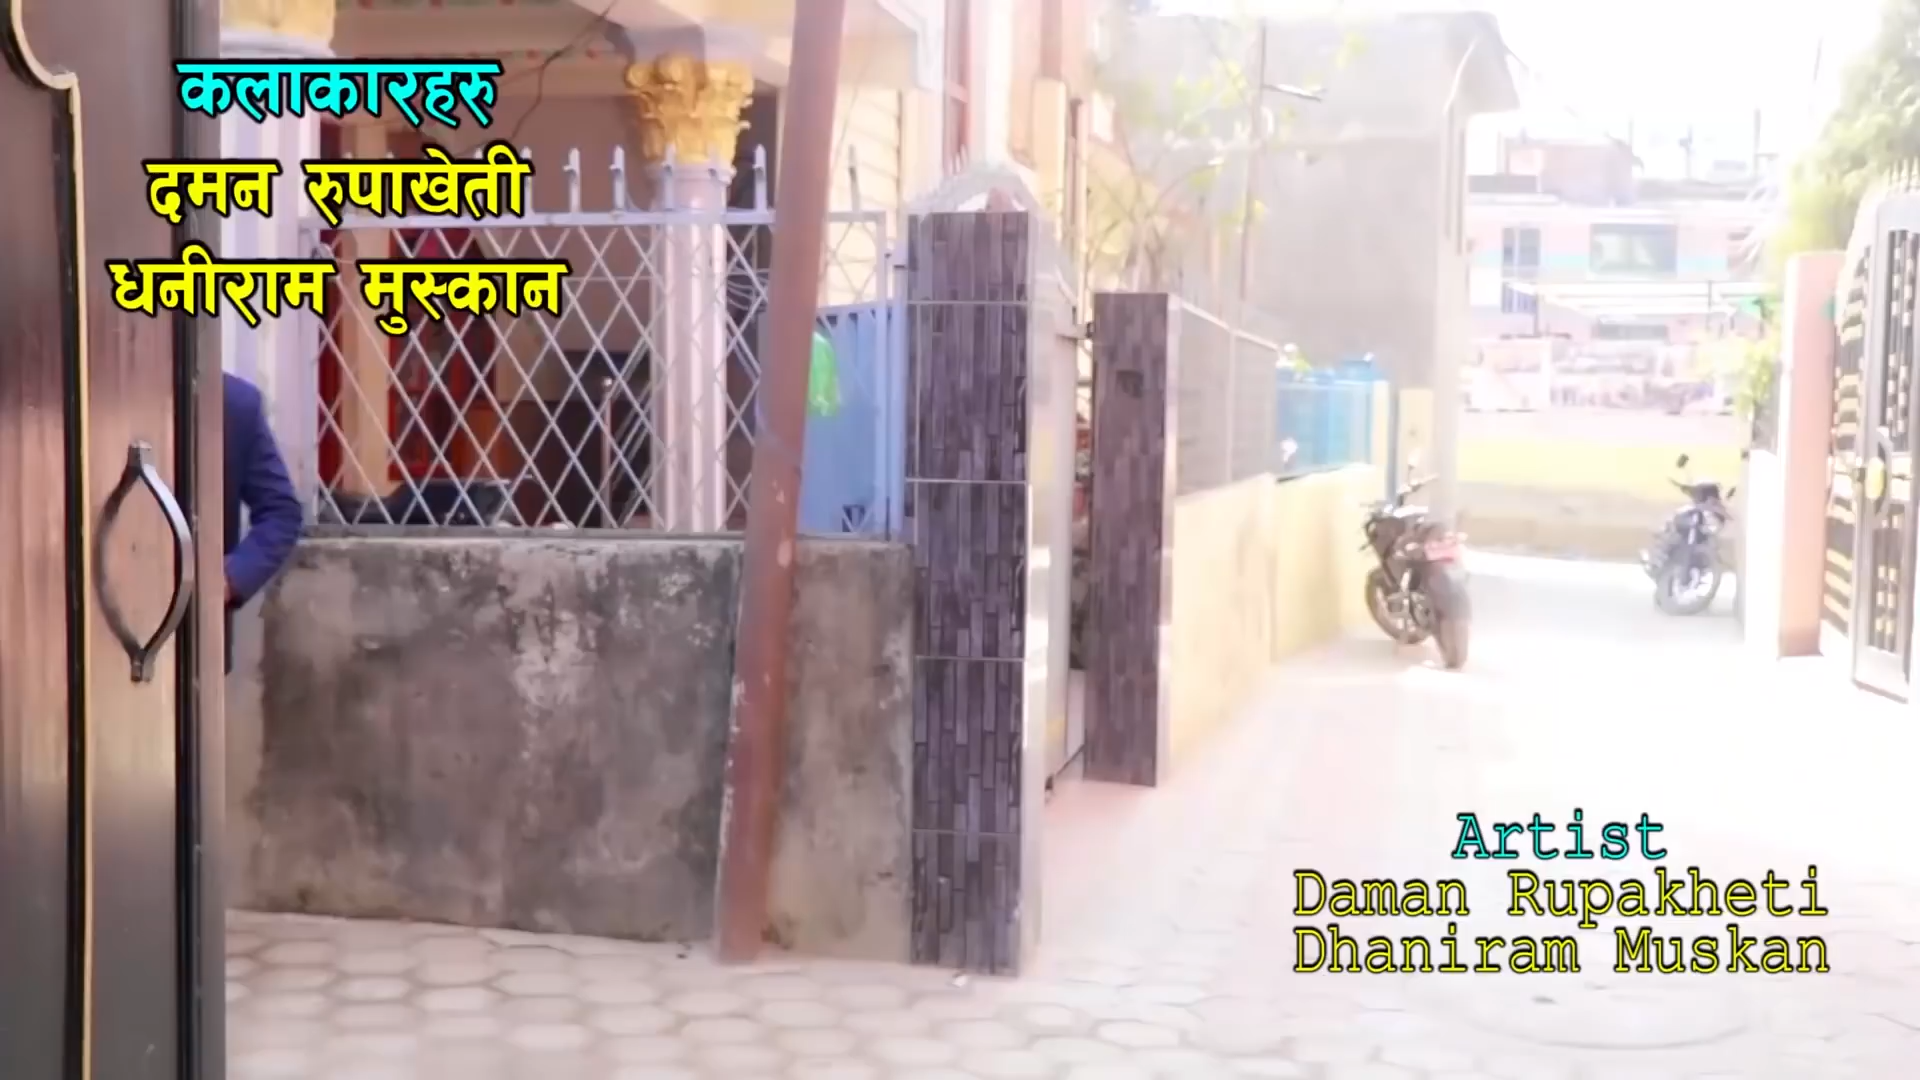 कलाकारहरु
दमन रुपाखेती
धनीराम मुस्कान
Artist
Daman Rupakheti
Dhaniram Muskan